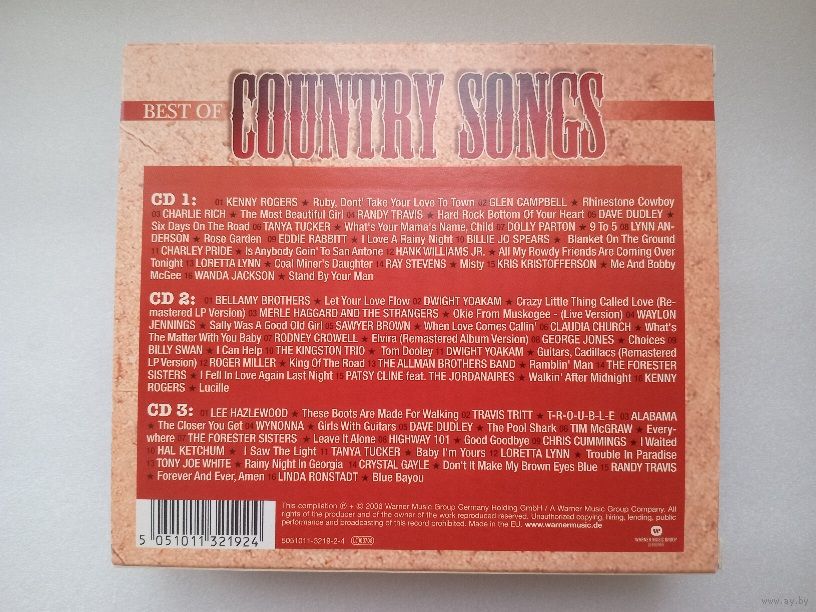 BEST OF COUNTRY SONGS
CD 1: 01 KENNY ROGERS ★ Ruby, Dont' Take Your Love To Town 02 GLEN CAMPBELL ★ Rhinestone Cowboy
03 CHARLIE RICH ★ The Most Beautiful Girl 04 RANDY TRAVIS ★ Hard Rock Bottom Of Your Heart 05 DAVE DUDLEY ★
Six Days On The Road 06 TANYA TUCKER ★ What's Your Mama's Name, Child 07 DOLLY PARTON ★ 9 To 5 08 LYNN AN-
DERSON ★ Rose Garden 09 EDDIE RABBITT ★ I Love A Rainy Night 10 BILLIE JO SPEARS ★ Blanket On The Ground
11 CHARLEY PRIDE ★ Is Anybody Goin' To San Antone 12 HANK WILLIAMS JR. ★ All My Rowdy Friends Are Coming Over
Tonight 13 LORETTA LYNN ★ Coal Miner's Daughter 14 RAY STEVENS ★ Misty 15 KRIS KRISTOFFERSON ★ Me And Bobby
McGee 16 WANDA JACKSON ★ Stand By Your Man
CD 2: 01 BELLAMY BROTHERS ★ Let Your Love Flow 02 DWIGHT YOAKAM ★ Crazy Little Thing Called Love (Re-
mastered LP Version) 03 MERLE HAGGARD AND THE STRANGERS ★ Okie From Muskogee - (Live Version) 04 WAYLON
JENNINGS ★ Sally Was A Good Old Girl 05 SAWYER BROWN ★ When Love Comes Callin' 06 CLAUDIA CHURCH ★ What's
The Matter With You Baby 07 RODNEY CROWELL ★ Elvira (Remastered Album Version) 08 GEORGE JONES ★ Choices 09
BILLY SWAN ★ I Can Help 10 THE KINGSTON TRIO ★ Tom Dooley 11 DWIGHT YOAKAM ★ Guitars, Cadillacs (Remastered
LP Version) 12 ROGER MILLER ★ King Of The Road 13 THE ALLMAN BROTHERS BAND ★ Ramblin' Man 14 THE FORESTER
SISTERS ★ I Fell In Love Again Last Night 15 PATSY CLINE feat. THE JORDANAIRES ★ Walkin' After Midnight 16 KENNY
ROGERS ★ Lucille
CD 3: 01 LEE HAZLEWOOD ★ These Boots Are Made For Walking 02 TRAVIS TRITT ★ T-R-O-U-B-L-E 03 ALABAMA
★ The Closer You Get 04 WYNONNA ★ Girls With Guitars 05 DAVE DUDLEY ★ The Pool Shark 06 TIM McGRAW ★ Every-
where 07 THE FORESTER SISTERS ★ Leave It Alone 08 HIGHWAY 101 ★ Good Goodbye 09 CHRIS CUMMINGS ★ I Waited
10 HAL KETCHUM ★ I Saw The Light 11 TANYA TUCKER ★ Baby I'm Yours 12 LORETTA LYNN ★ Trouble In Paradise
13 TONY JOE WHITE ★ Rainy Night In Georgia 14 CRYSTAL GAYLE ★ Don't It Make My Brown Eyes Blue 15 RANDY TRAVIS
★ Forever And Ever, Amen 16 LINDA RONSTADT ★ Blue Bayou
5 051011 321924
This compilation ℗ + © 2008 Warner Music Group Germany Holding GmbH / A Warner Music Group Company. All
rights of the producer and of the owner of the work reproduced reserved. Unauthorized copying, hiring, lending, public
performance and broadcasting of this record prohibited. Made in the EU. www.warnermusic.de
5051011-3219-2-4
WARNER MUSIC GROUP
www.ay.by